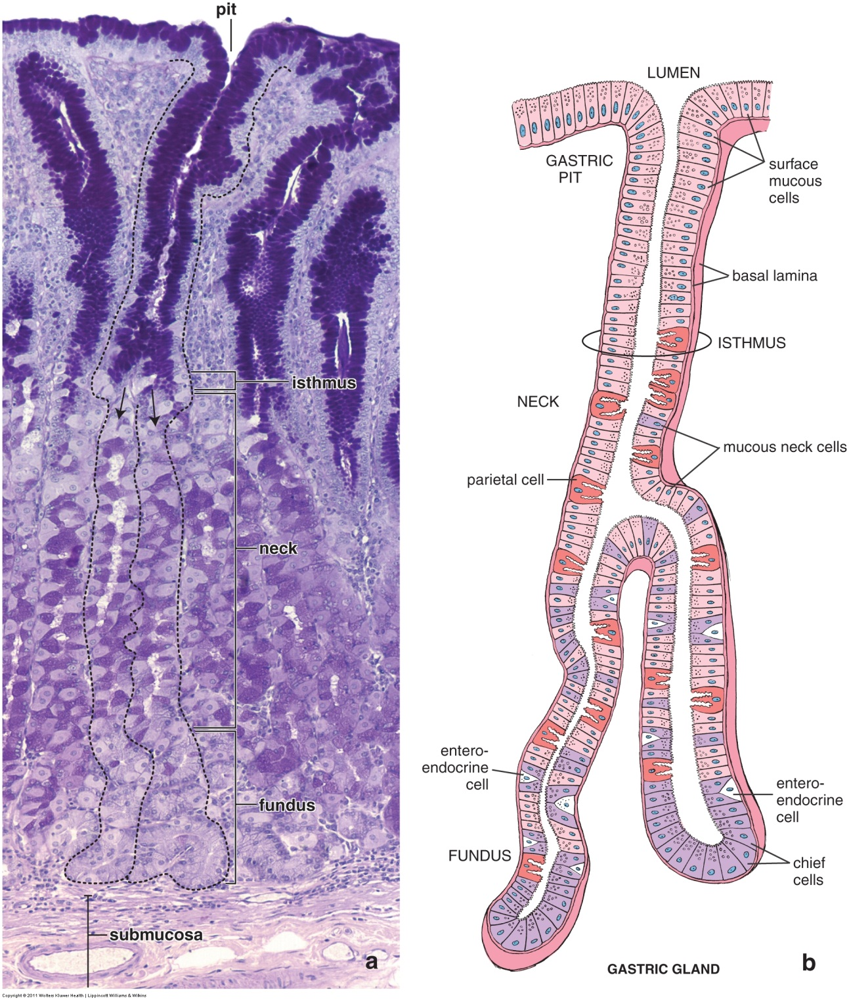 pit
isthmus
neck
fundus
submucosa
a
Copyright © 2011 Wolters Kluwer Health | Lippincott Williams & Wilkins
LUMEN
GASTRIC
PIT
surface
mucous
cells
basal lamina
ISTHMUS
NECK
mucous neck cells
parietal cell
entero-
endocrine
cell
entero-
endocrine
cell
FUNDUS
chief
cells
GASTRIC GLAND
b